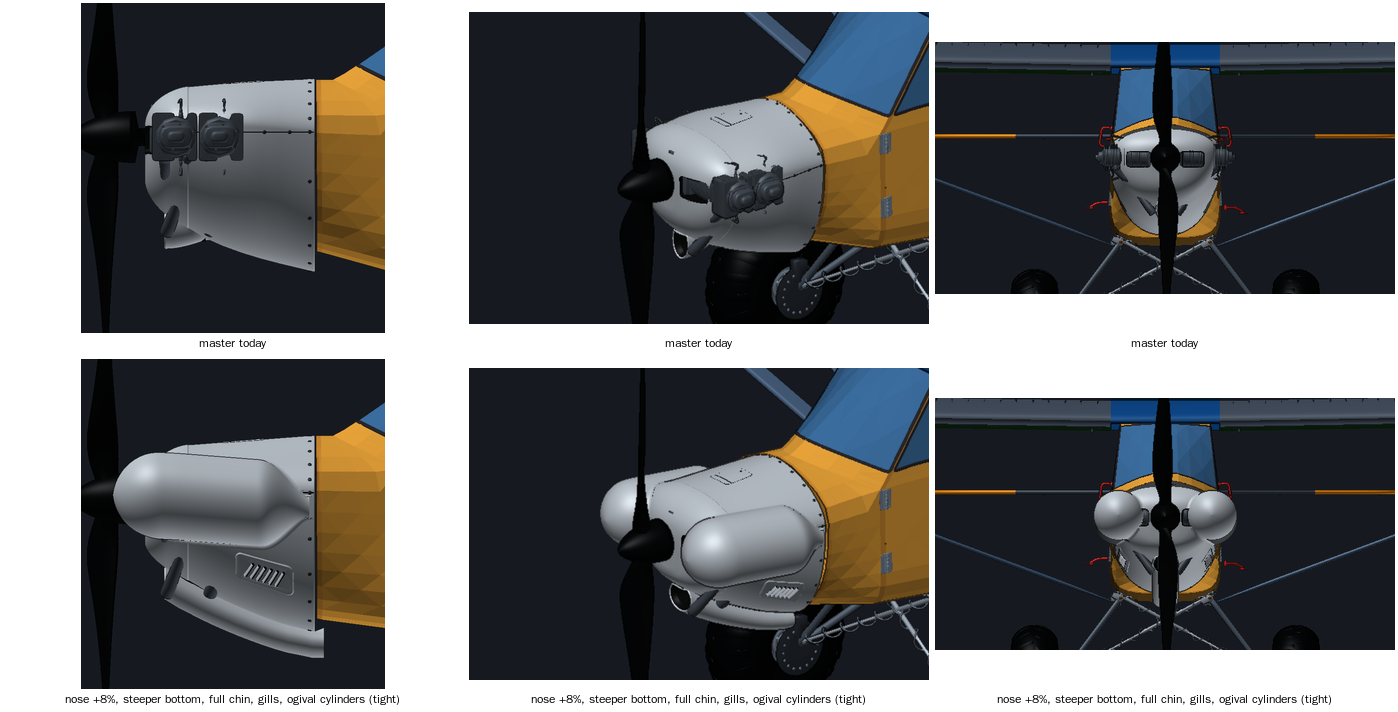 master today
master today
master today
nose +8%, steeper bottom, full chin, gills, ogival cylinders (tight)
nose +8%, steeper bottom, full chin, gills, ogival cylinders (tight)
nose +8%, steeper bottom, full chin, gills, ogival cylinders (tight)